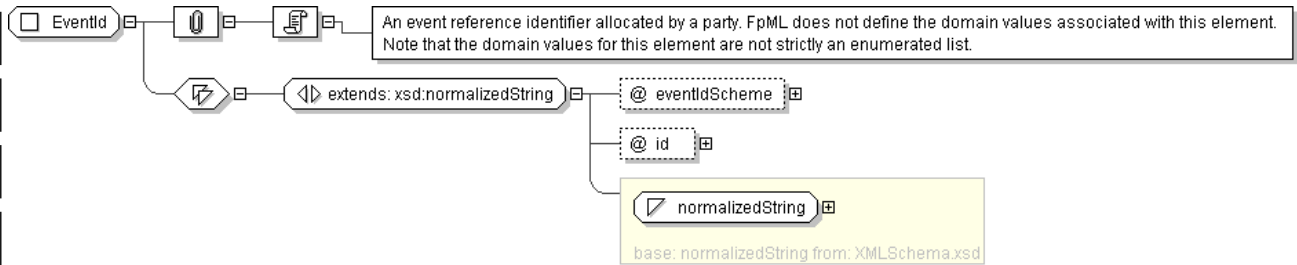 EventId
An event reference identifier allocated by a party. FpML does not define the domain values associated with this element.
Note that the domain values for this element are not strictly an enumerated list.
extends: xsd:normalizedString
@ eventIdScheme
@ id
normalizedString
base: normalizedString from: XMLSchema.xsd